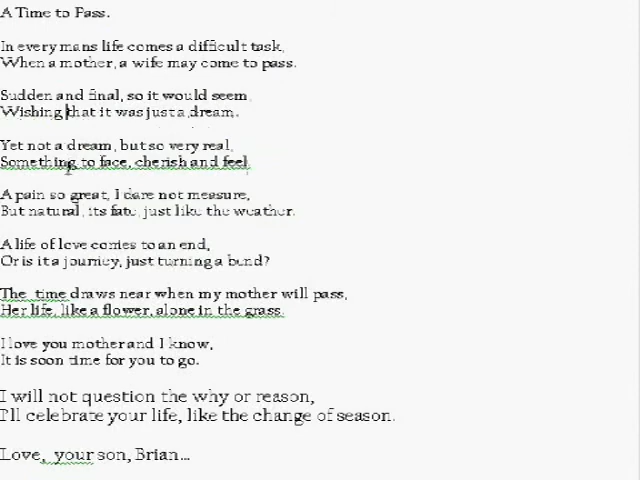 A Time to Pass.
In every mans life comes a difficult task,
When a mother, a wife may come to pass.
Sudden and final, so it would seem
Wishing that it was just a dream.
Yet not a dream, but so very real,
Something to face, cherish and feel
A pain so great, I dare not measure,
But natural, its fate, just like the weather.
A life of love comes to an end,
Or is it a journey, just turning a bend?
The time draws near when my mother will pass,
Her life, like a flower, alone in the grass.
I love you mother and I know,
It is soon time for you to go.
I will not question the why or reason,
I'll celebrate your life, like the change of season.
Love, your son, Brian...